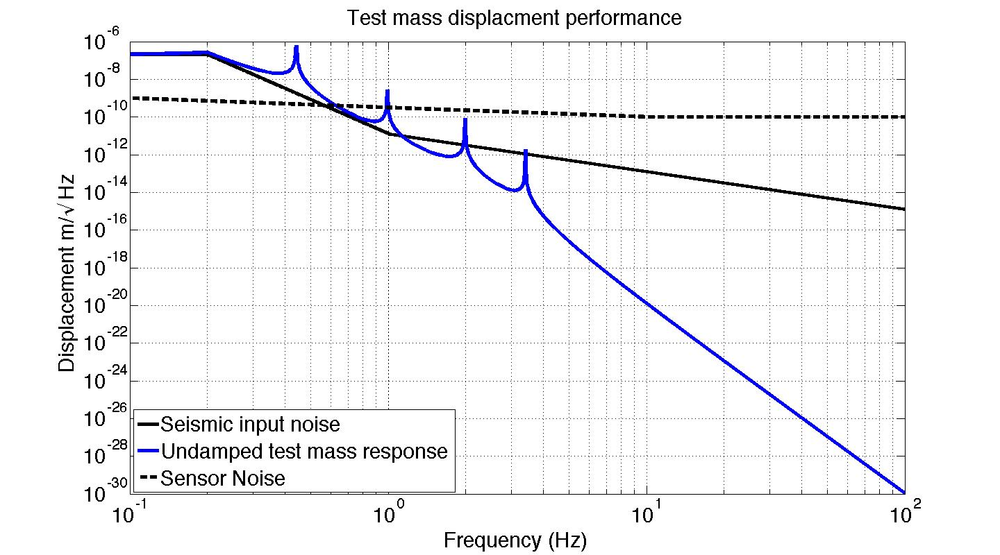 Test mass displacment performance
Displacement m/√Hz
10^-6
10^-8
10^-10
10^-12
10^-14
10^-16
10^-18
10^-20
10^-22
10^-24
10^-26
10^-28
10^-30
Seismic input noise
Undamped test mass response
Sensor Noise
10^-1 10^0 10^1 10^2
Frequency (Hz)